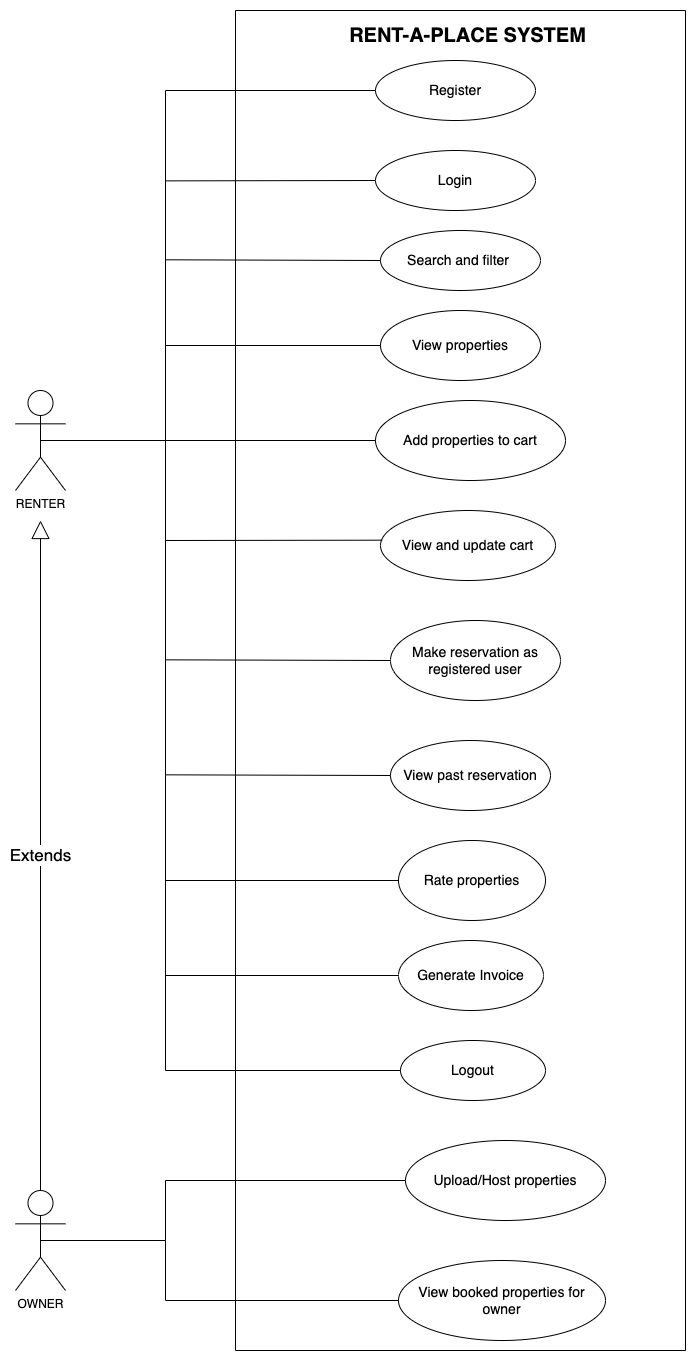 RENT-A-PLACE SYSTEM
Register
Login
Search and filter
View properties
Add properties to cart
RENTER
View and update cart
Make reservation as
registered user
View past reservation
Extends
Rate properties
Generate Invoice
Logout
Upload/Host properties
OWNER
View booked properties for
owner